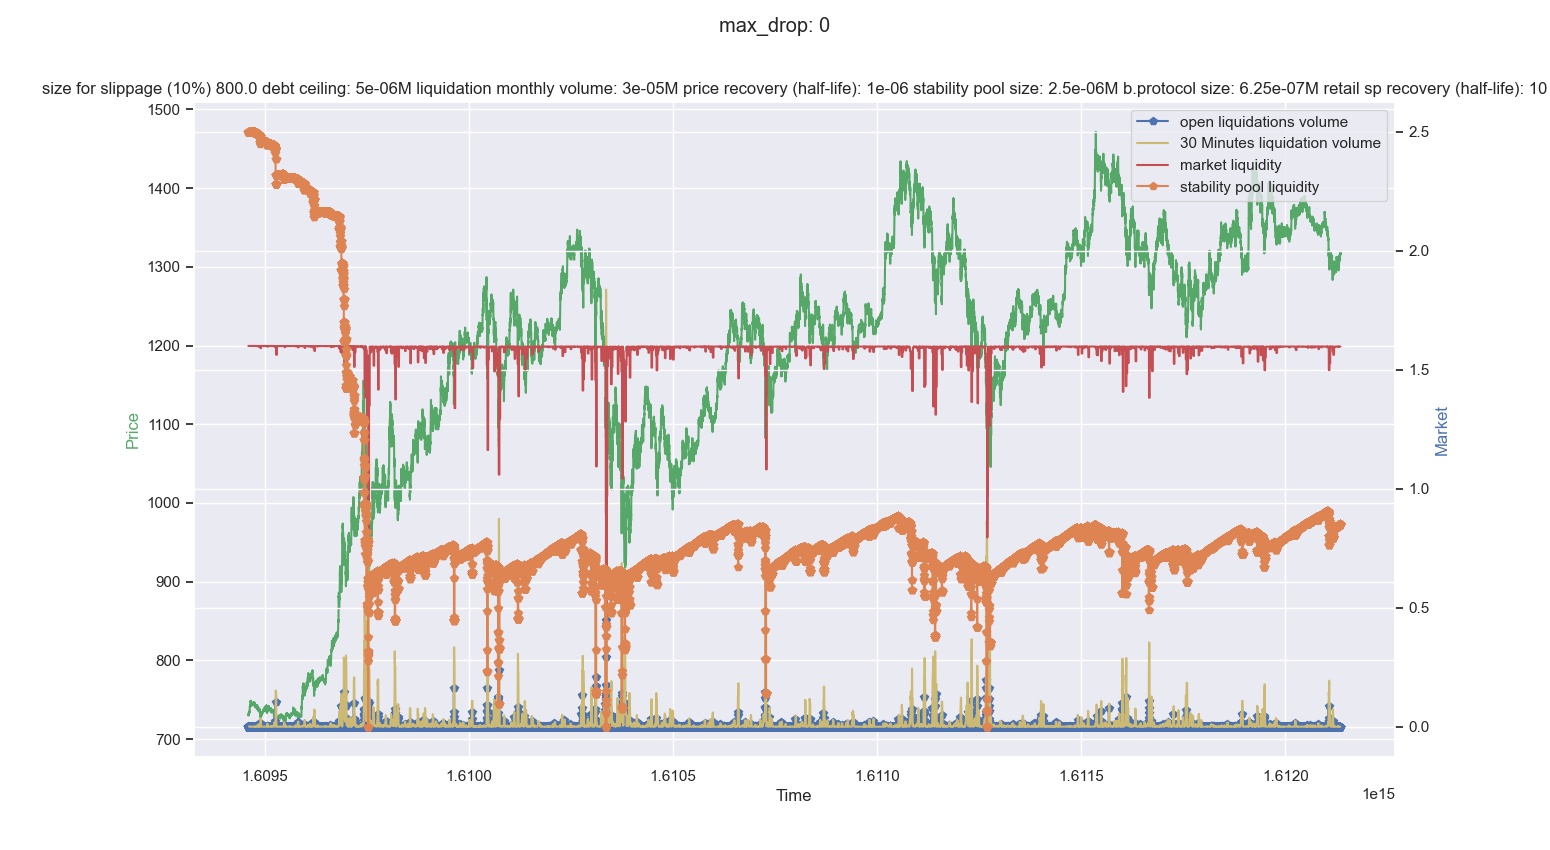 max_drop: 0
size for slippage (10%) 800.0 debt ceiling: 5e-06M liquidation monthly volume: 3e-05M price recovery (half-life): 1e-06 stability pool size: 2.5e-06M b.protocol size: 6.25e-07M retail sp recovery (half-life): 10
open liquidations volume
30 Minutes liquidation volume
market liquidity
stability pool liquidity
1500
1400
1300
1200
1100
1000
900
800
700
Price
2.5
2.0
1.5
1.0
0.5
0.0
Market
1.6095
1.6100
1.6105
1.6110
1.6115
1.6120
1e15
Time